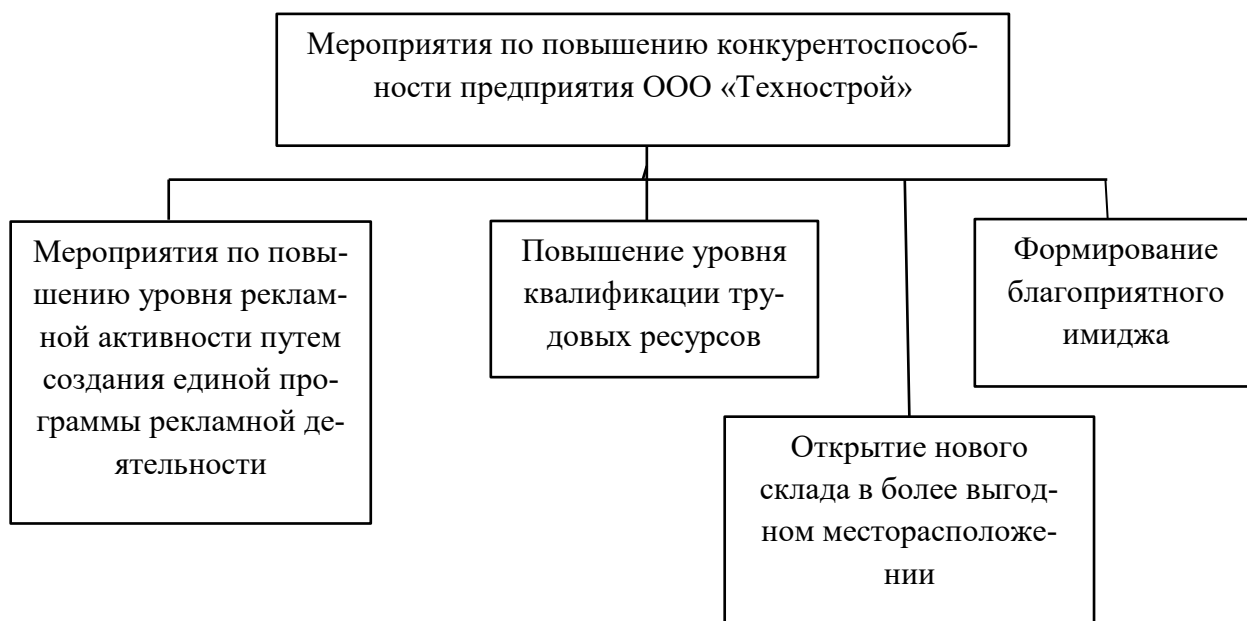 Мероприятия по повышению конкурентоспособ-
ности предприятия ООО «Технострой»
Мероприятия по повы-
шению уровня реклам-
ной активности путем
создания единой про-
граммы рекламной де-
ятельности
Повышение уровня
квалификации тру-
довых ресурсов
Формирование
благоприятного
имиджа
Открытие нового
склада в более выгод-
ном месторасположе-
нии